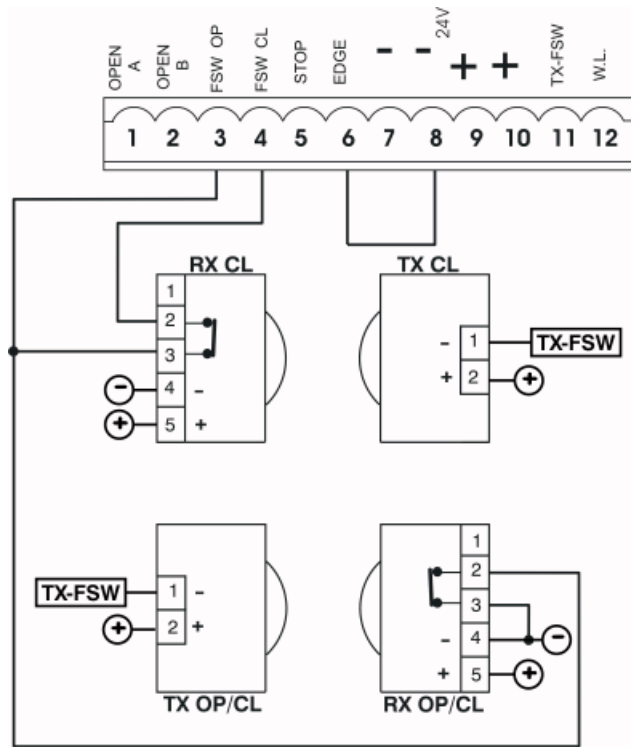 OPEN A
OPEN B
FSW OP
FSW CL
STOP
EDGE
-
-
24V
+
+
TX-FSW
W.L.
1 2 3 4 5 6 7 8 9 10 11 12
RX CL
TX CL
1
2
3
4 -
5 +
-
+
- 1 TX-FSW
+ 2 +
TX-FSW 1 -
+ 2 +
TX OP/CL
1
2
3
- 4 -
+ 5 +
RX OP/CL